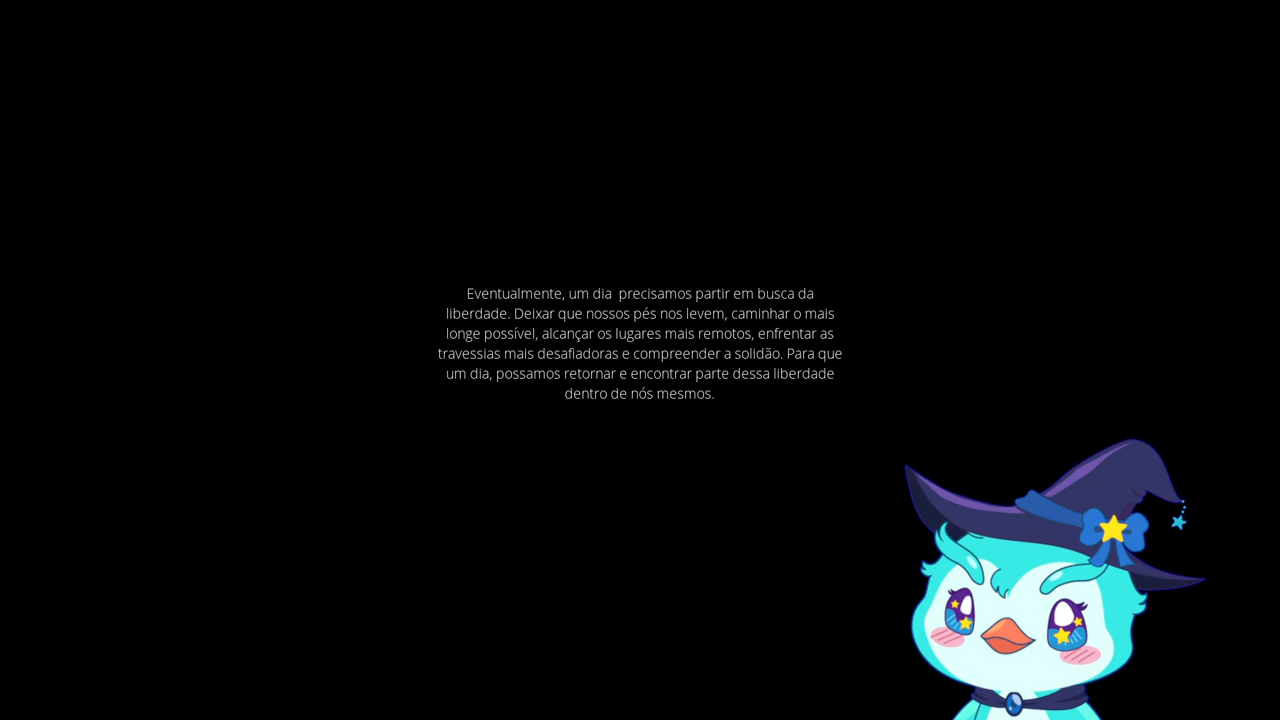 Eventualmente, um dia  precisamos partir em busca da
liberdade. Deixar que nossos pés nos levem, caminhar o mais
longe possível, alcançar os lugares mais remotos, enfrentar as
travessias mais desafiadoras e compreender a solidão. Para que
um dia, possamos retornar e encontrar parte dessa liberdade
dentro de nós mesmos.